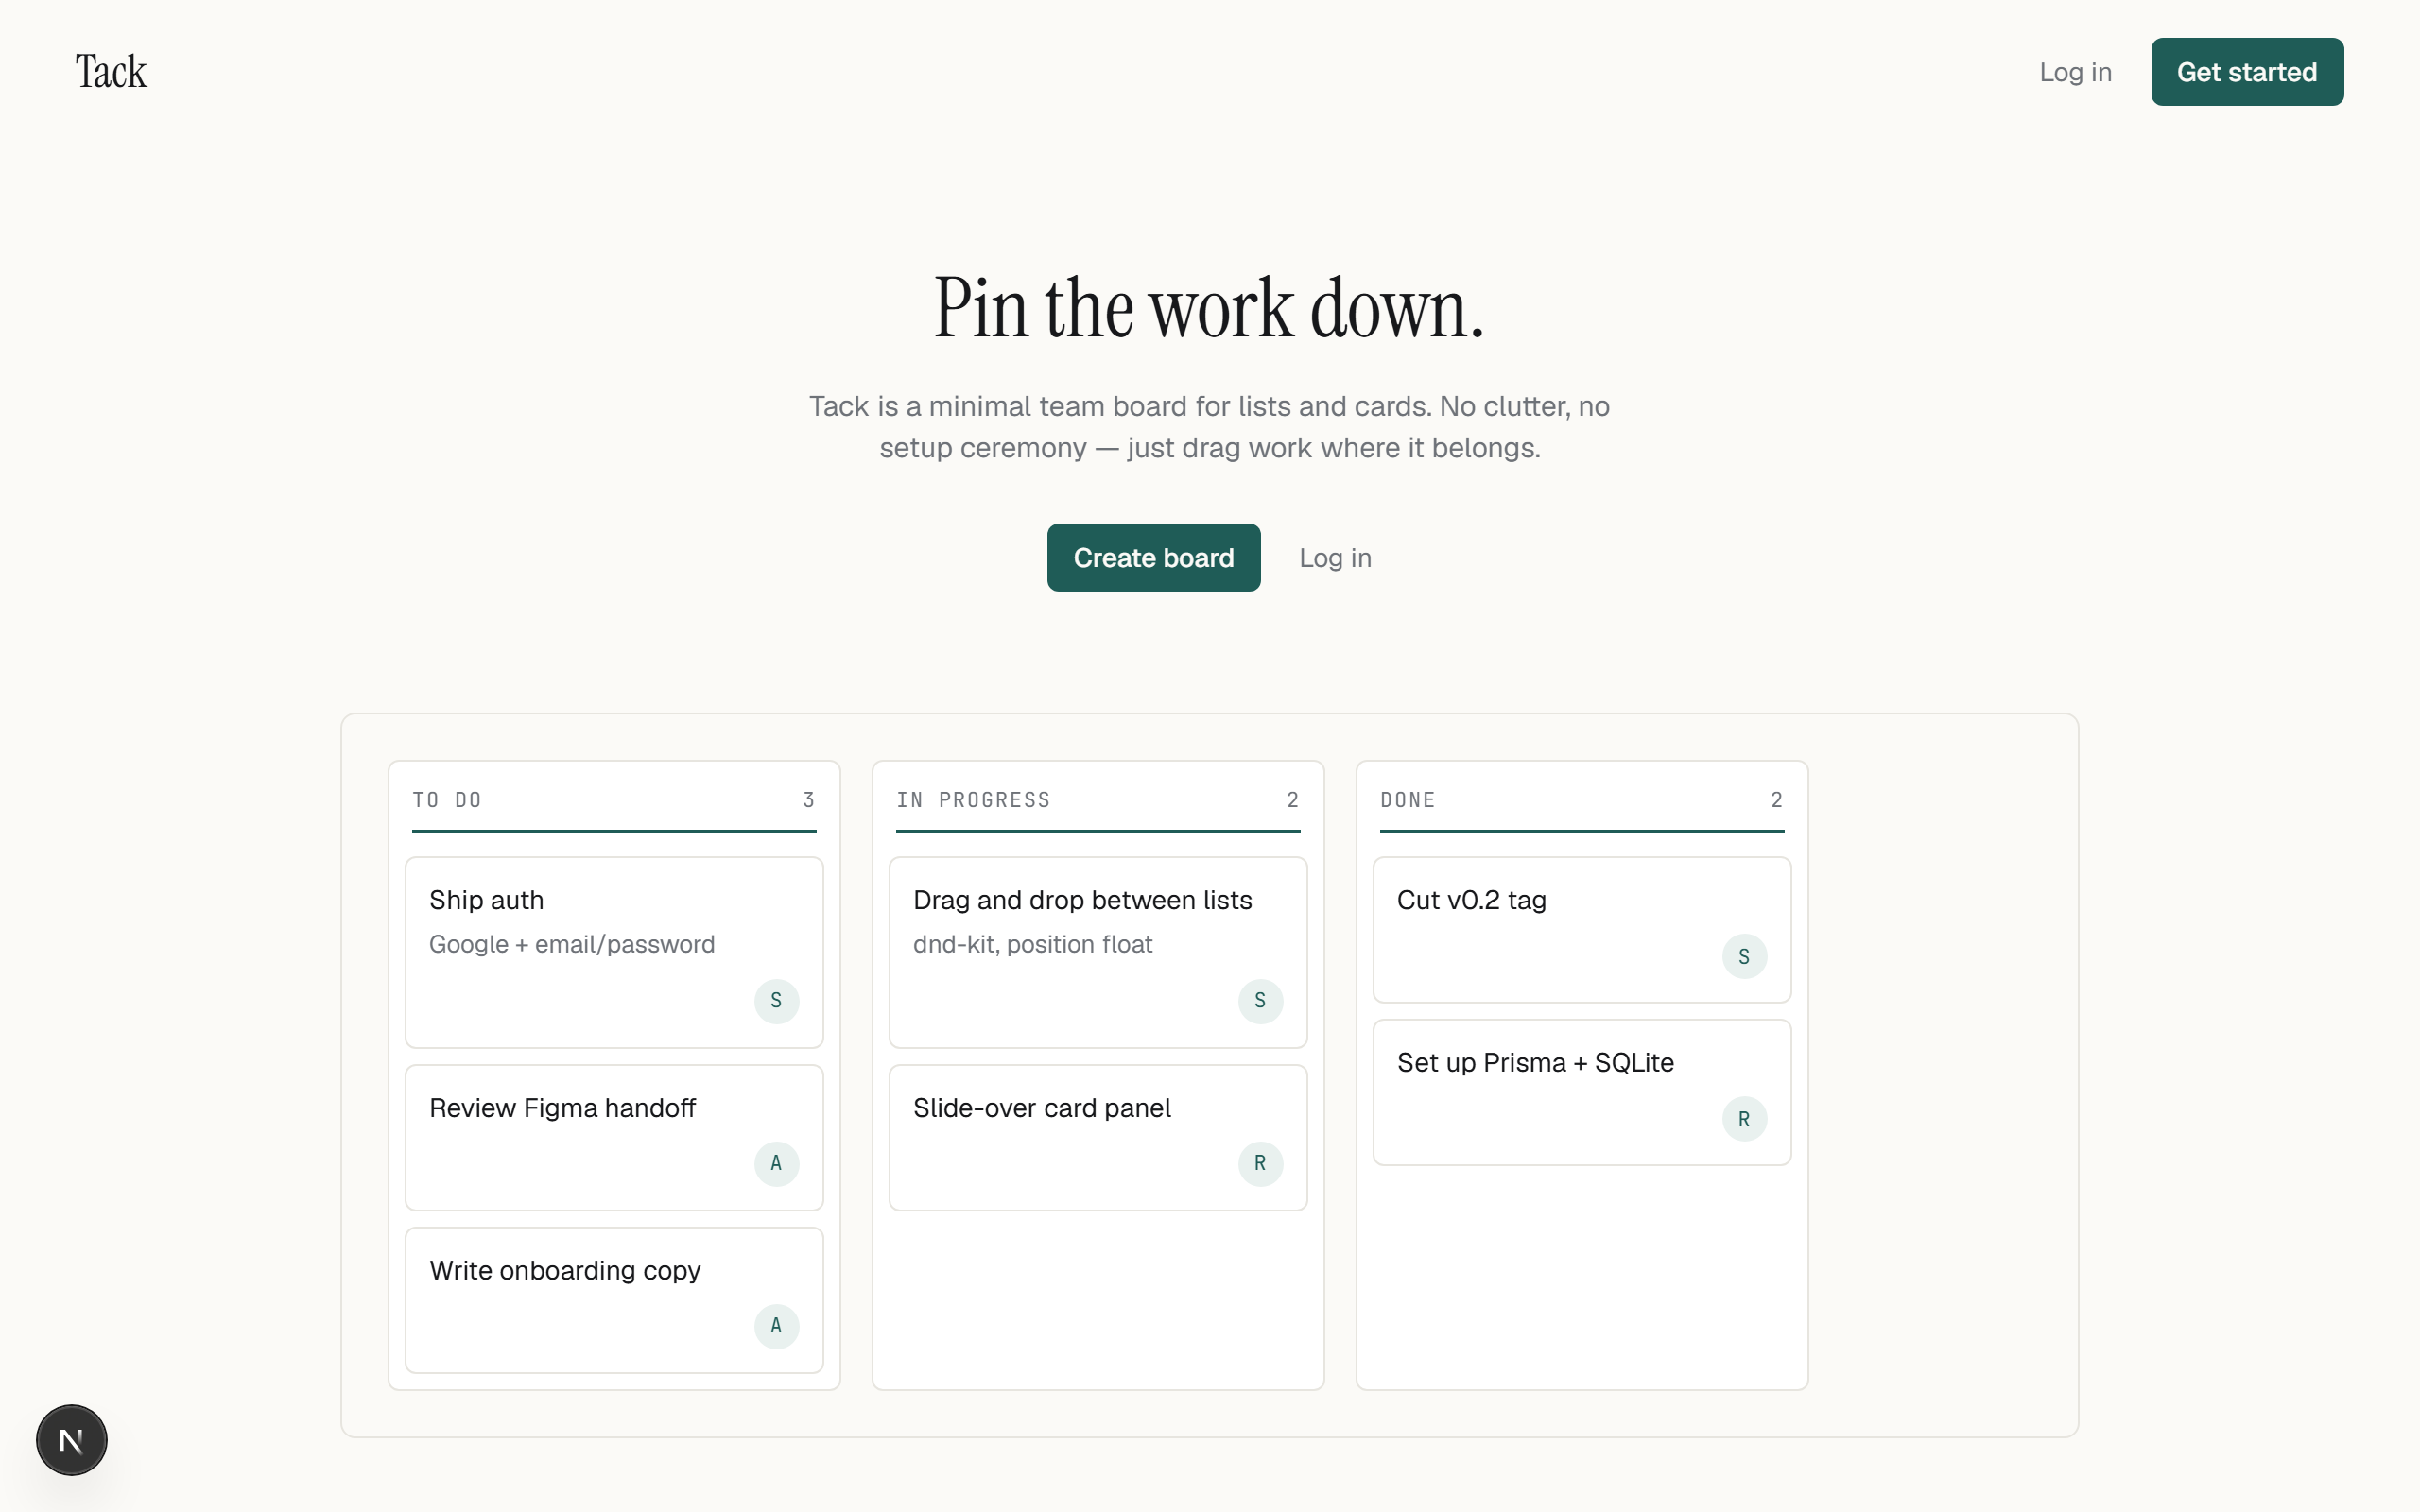 Tack
Log in
Get started
Pin the work down.
Tack is a minimal team board for lists and cards. No clutter, no
setup ceremony — just drag work where it belongs.
Create board
Log in
TO DO 3
Ship auth
Google + email/password
S
Review Figma handoff
A
Write onboarding copy
A
IN PROGRESS 2
Drag and drop between lists
dnd-kit, position float
S
Slide-over card panel
R
DONE 2
Cut v0.2 tag
S
Set up Prisma + SQLite
R
N